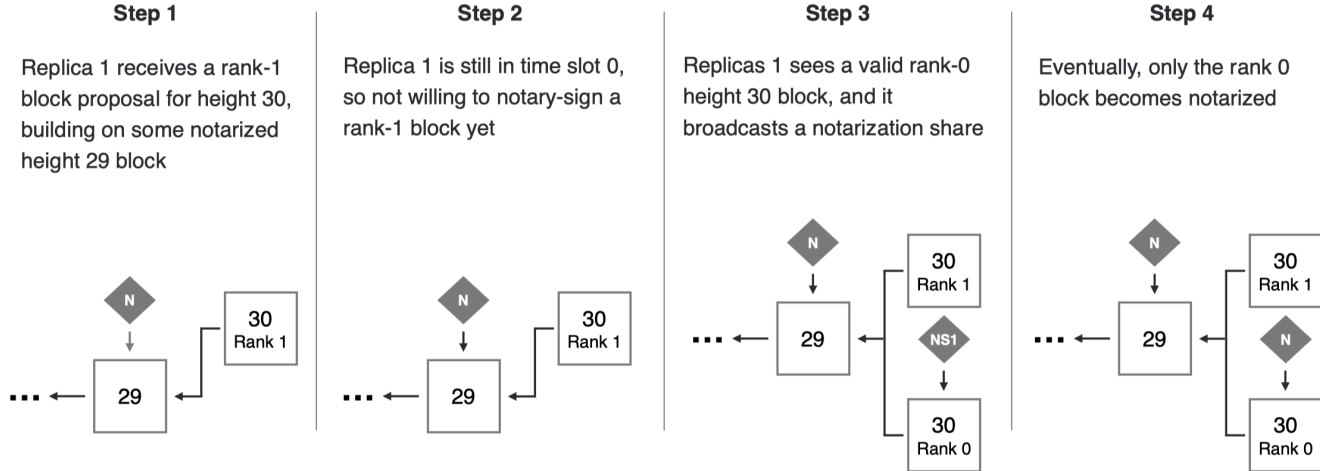 Step 1
Replica 1 receives a rank-1
block proposal for height 30,
building on some notarized
height 29 block
N
30
Rank 1
29
Step 2
Replica 1 is still in time slot 0,
so not willing to notary-sign a
rank-1 block yet
N
30
Rank 1
29
Step 3
Replicas 1 sees a valid rank-0
height 30 block, and it
broadcasts a notarization share
N
30
Rank 1
29
NS1
30
Rank 0
Step 4
Eventually, only the rank 0
block becomes notarized
N
30
Rank 1
29
N
30
Rank 0